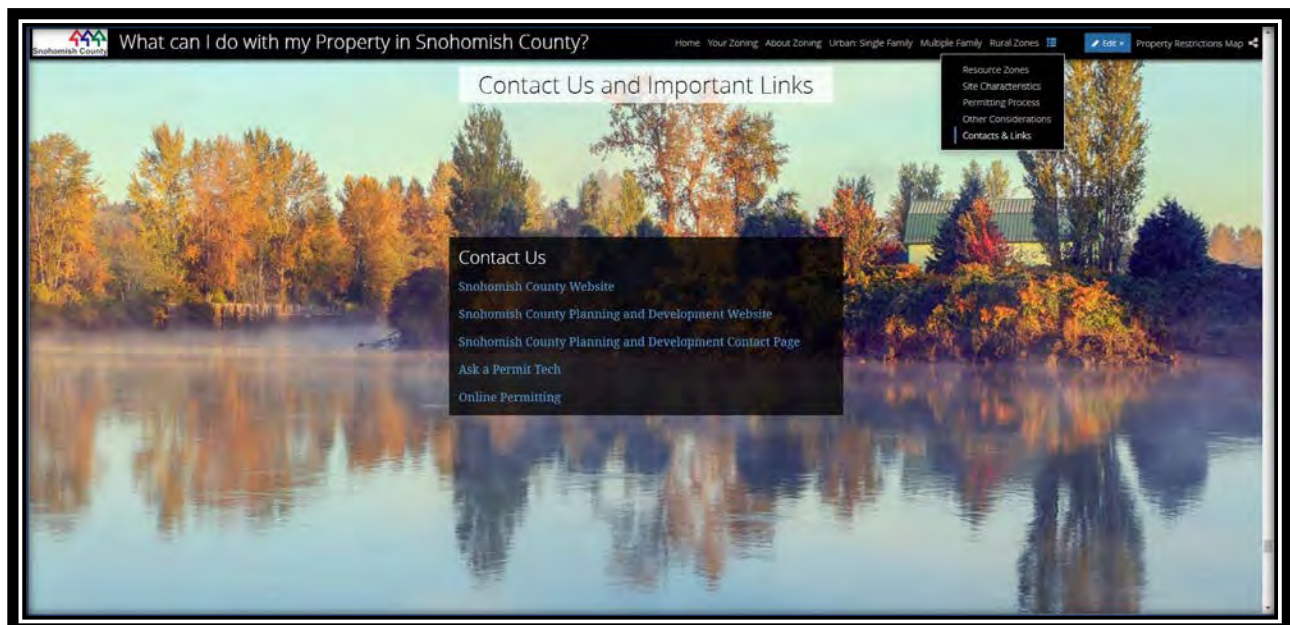 Snohomish County
What can I do with my Property in Snohomish County?
Home Your Zoning About Zoning Urban: Single Family Multiple Family Rural Zones
Edit
Property Restrictions Map
Resource Zones
Site Characteristics
Permitting Process
Other Considerations
Contacts & Links
Contact Us and Important Links
Contact Us
Snohomish County Website
Snohomish County Planning and Development Website
Snohomish County Planning and Development Contact Page
Ask a Permit Tech
Online Permitting